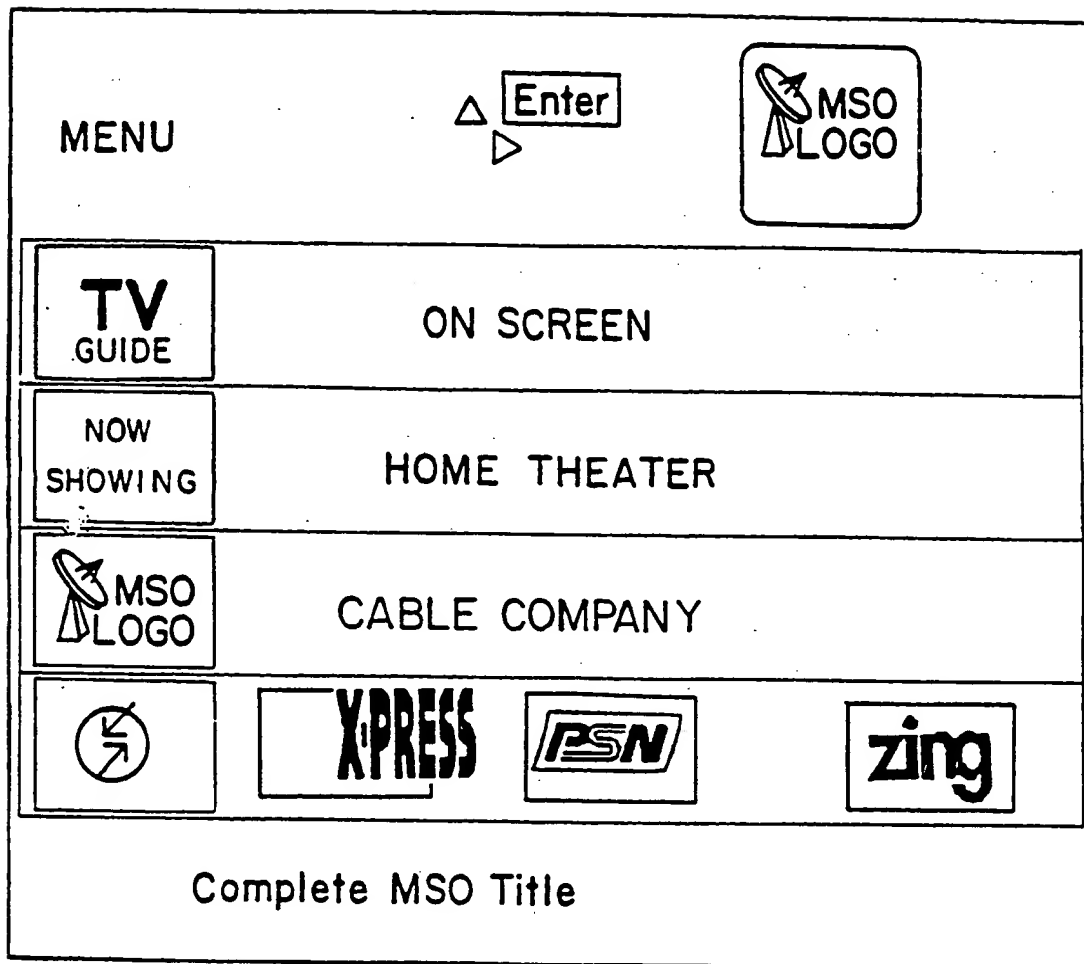 MENU
Enter
MSO
LOGO
TV
GUIDE
ON SCREEN
NOW
SHOWING
HOME THEATER
MSO
LOGO
CABLE COMPANY
X·PRESS
PSN
zing
Complete MSO Title